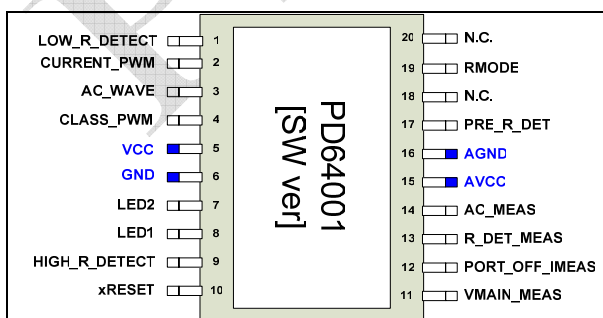 LOW_R_DETECT 1
CURRENT_PWM 2
AC_WAVE 3
CLASS_PWM 4
VCC 5
GND 6
LED2 7
LED1 8
HIGH_R_DETECT 9
xRESET 10
PD64001
[SW ver]
20 N.C.
19 RMODE
18 N.C.
17 PRE_R_DET
16 AGND
15 AVCC
14 AC_MEAS
13 R_DET_MEAS
12 PORT_OFF_IMEAS
11 VMAIN_MEAS